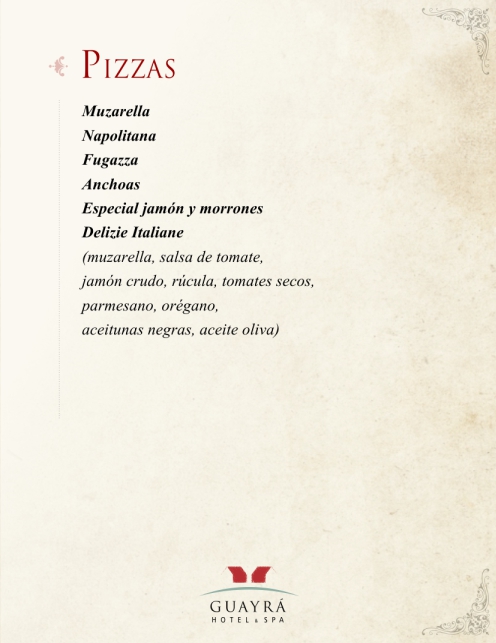 Pizzas
Muzarella
Napolitana
Fugazza
Anchoas
Especial jamón y morrones
Delizie Italiane
(muzarella, salsa de tomate,
jamón crudo, rúcula, tomates secos,
parmesano, orégano,
aceitunas negras, aceite oliva)
GUAYRÁ
HOTEL & SPA